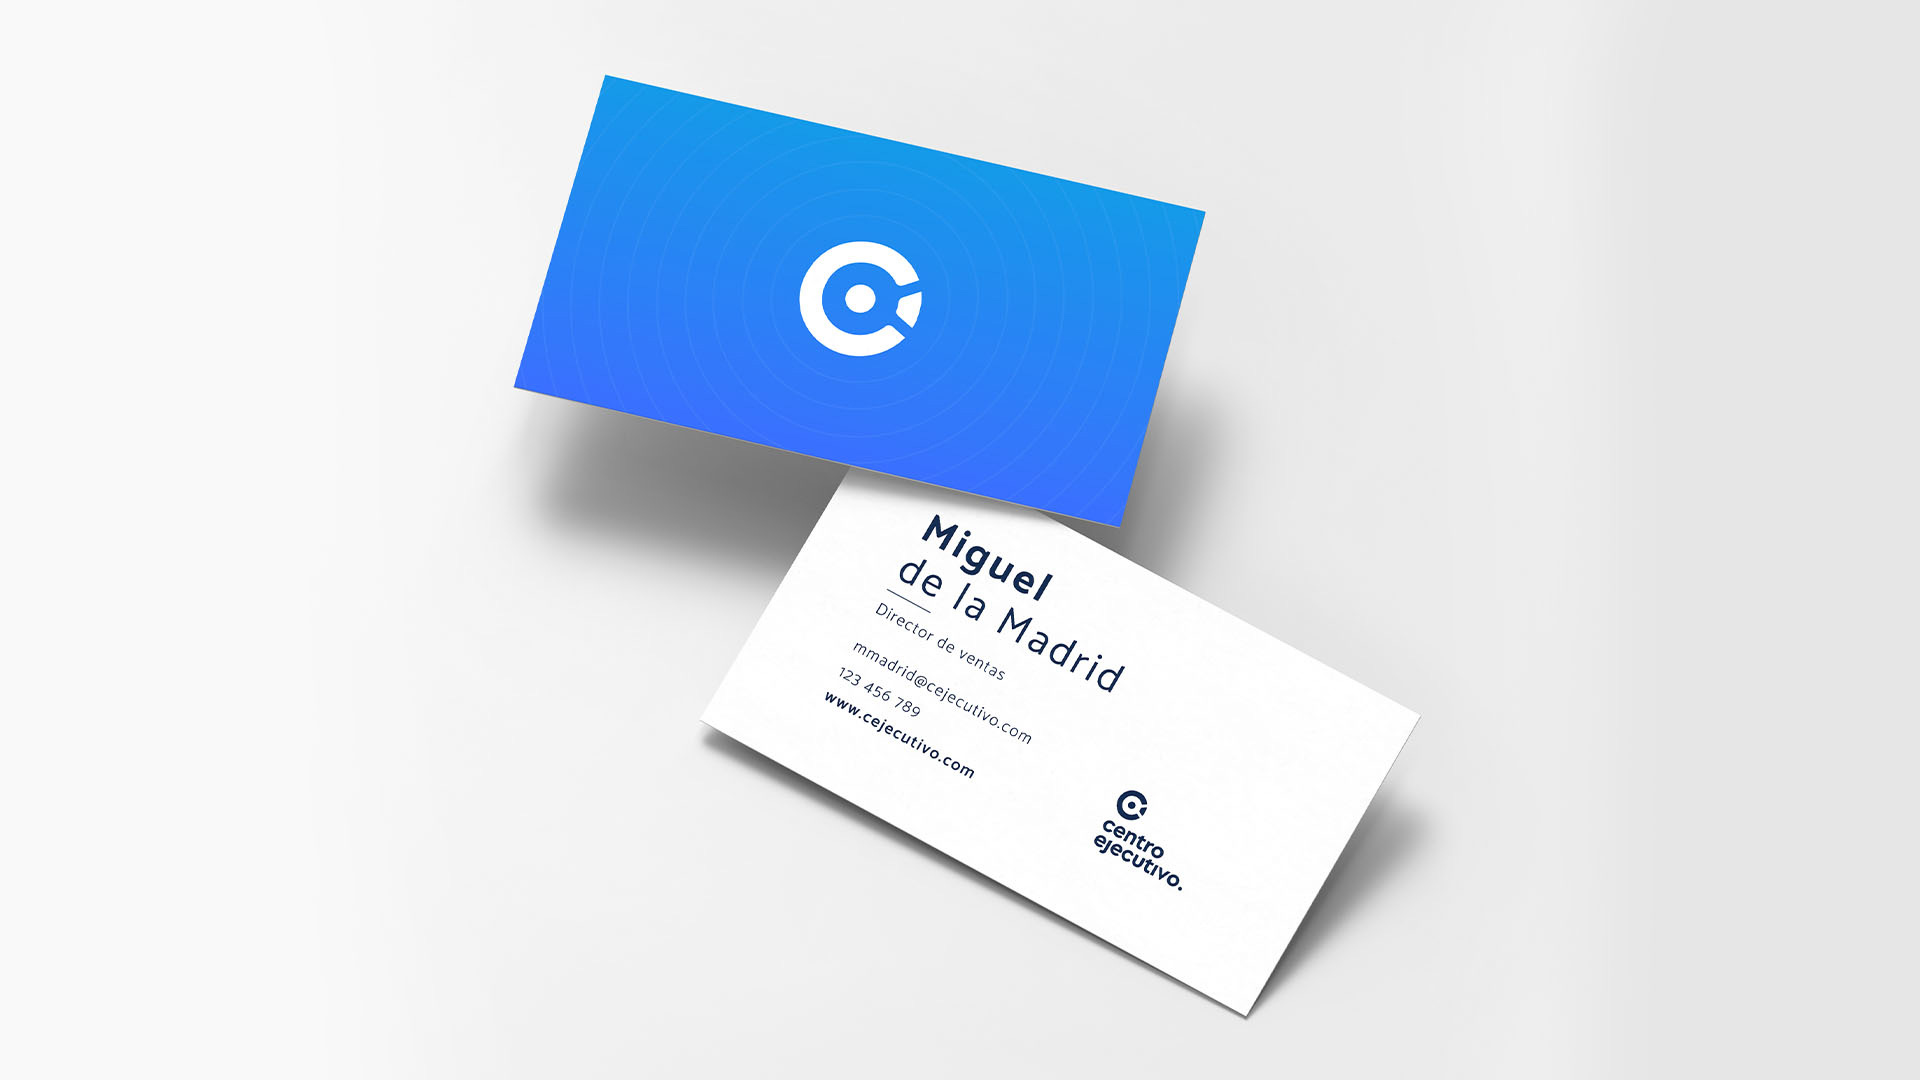 Miguel
de la Madrid
Director de ventas
mmadrid@cejecutivo.com
123 456 789
www.cejecutivo.com
centro
ejecutivo.